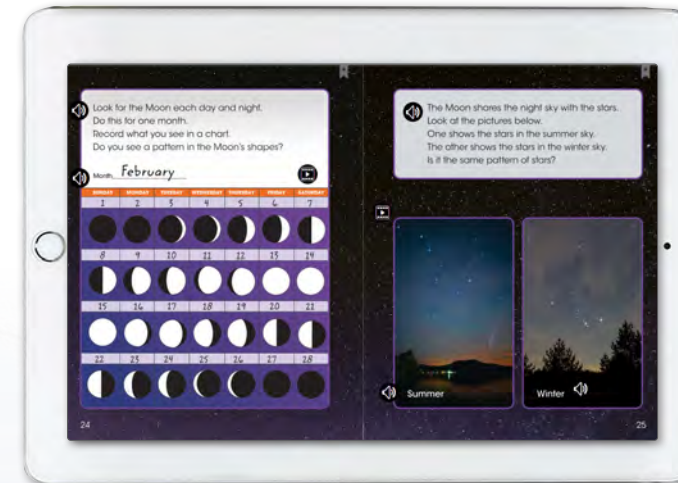 Look for the Moon each day and night.
Do this for one month.
Record what you see in a chart.
Do you see a pattern in the Moon's shapes?
Month: February
SUNDAY MONDAY TUESDAY WEDNESDAY THURSDAY FRIDAY SATURDAY
1 2 3 4 5 6 7
8 9 10 11 12 13 14
15 16 17 18 19 20 21
22 23 24 25 26 27 28
24
The Moon shares the night sky with the stars.
Look at the pictures below.
One shows the stars in the summer sky.
The other shows the stars in the winter sky.
Is it the same pattern of stars?
Summer
Winter
25